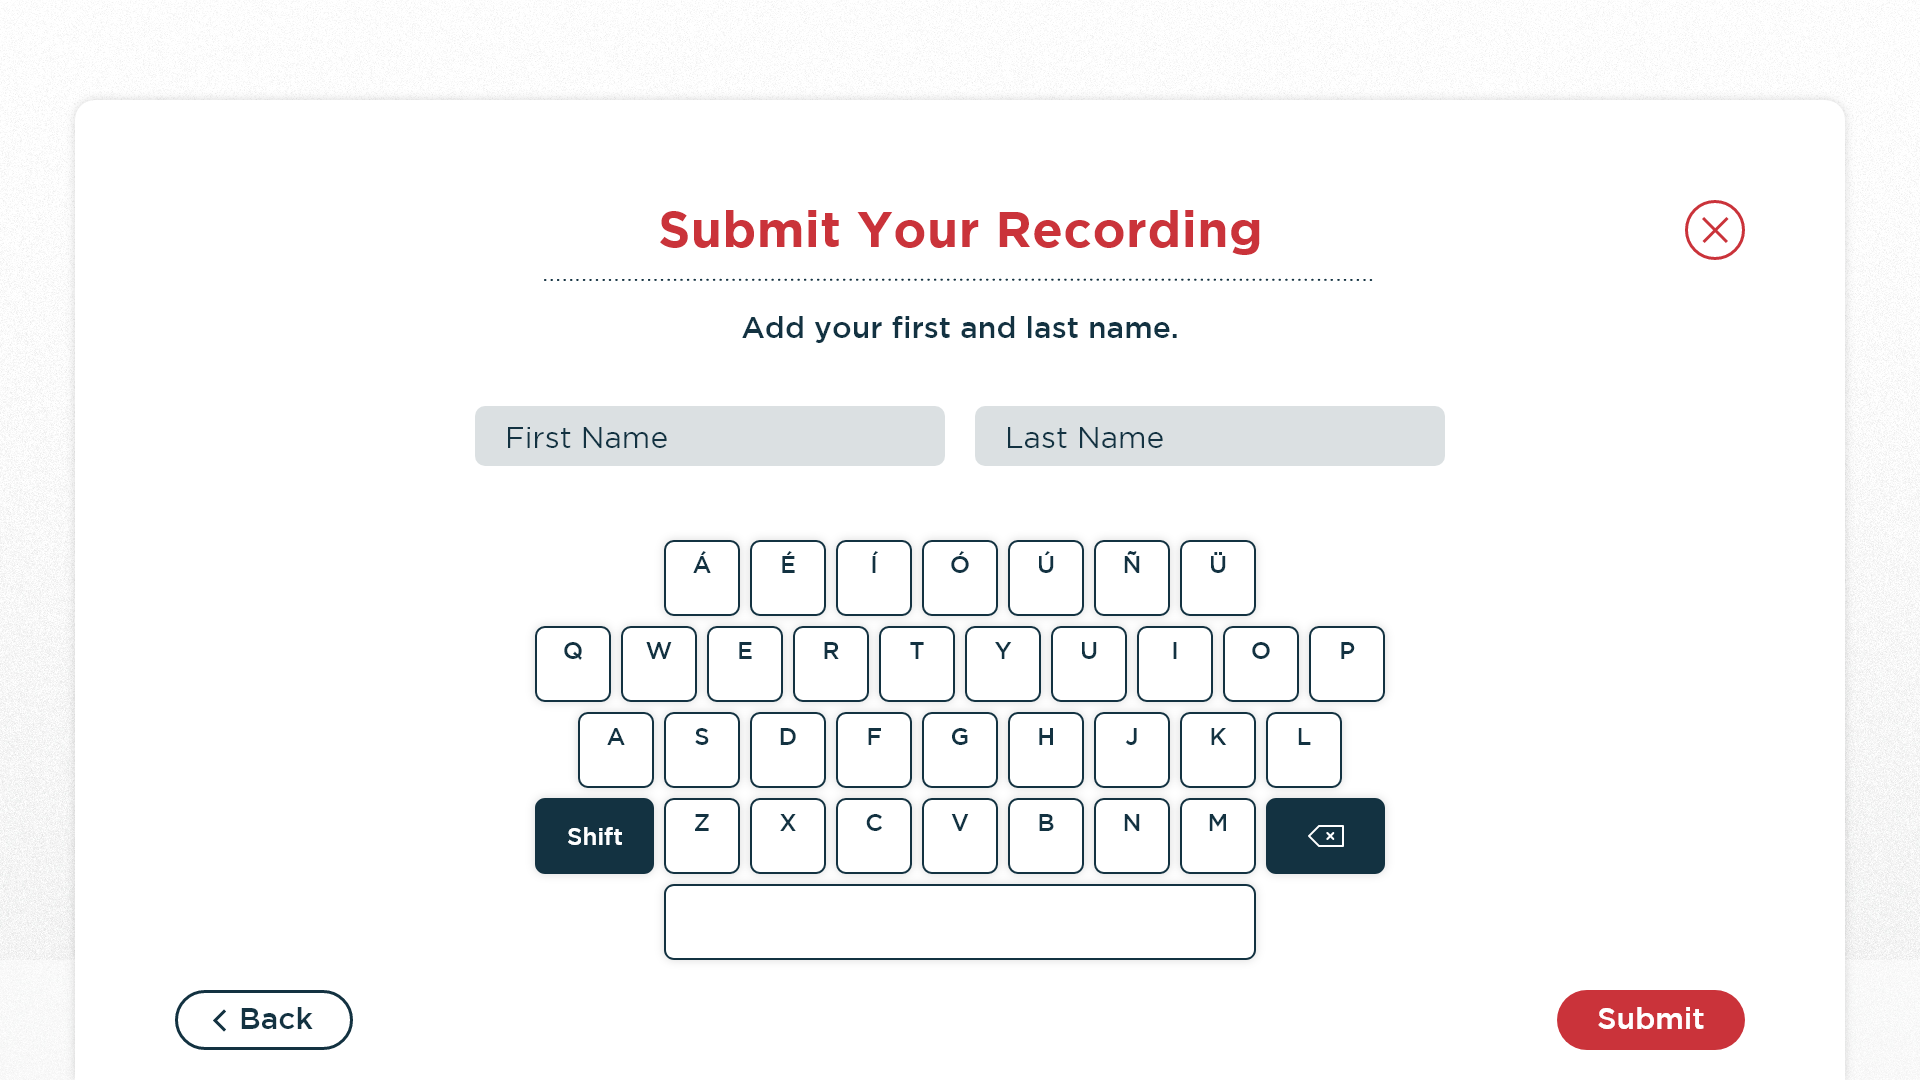 Submit Your Recording
Add your first and last name.
First Name Last Name
Á É Í Ó Ú Ñ Ü
Q W E R T Y U I O P
A S D F G H J K L
Shift Z X C V B N M
Back Submit